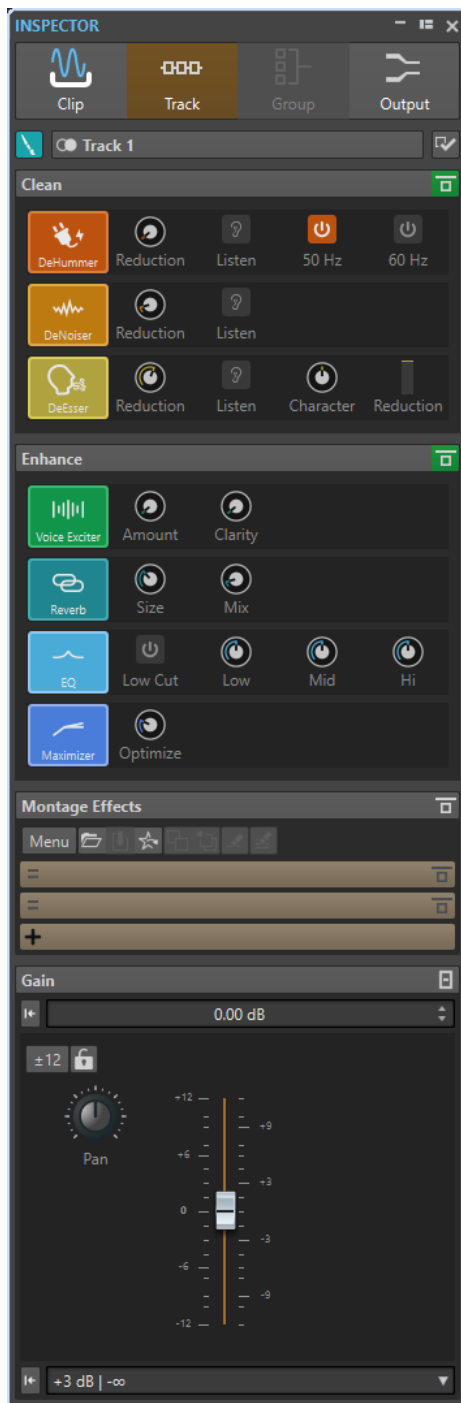 INSPECTOR
Clip Track Group Output
Track 1
Clean
DeHummer Reduction Listen 50 Hz 60 Hz
DeNoiser Reduction Listen
DeEsser Reduction Listen Character Reduction
Enhance
Voice Exciter Amount Clarity
Reverb Size Mix
EQ Low Cut Low Mid Hi
Maximizer Optimize
Montage Effects
Menu
Gain
0.00 dB
±12
+12
+9
Pan
+6
+3
0
-3
-6
-9
-12
+3 dB | -∞